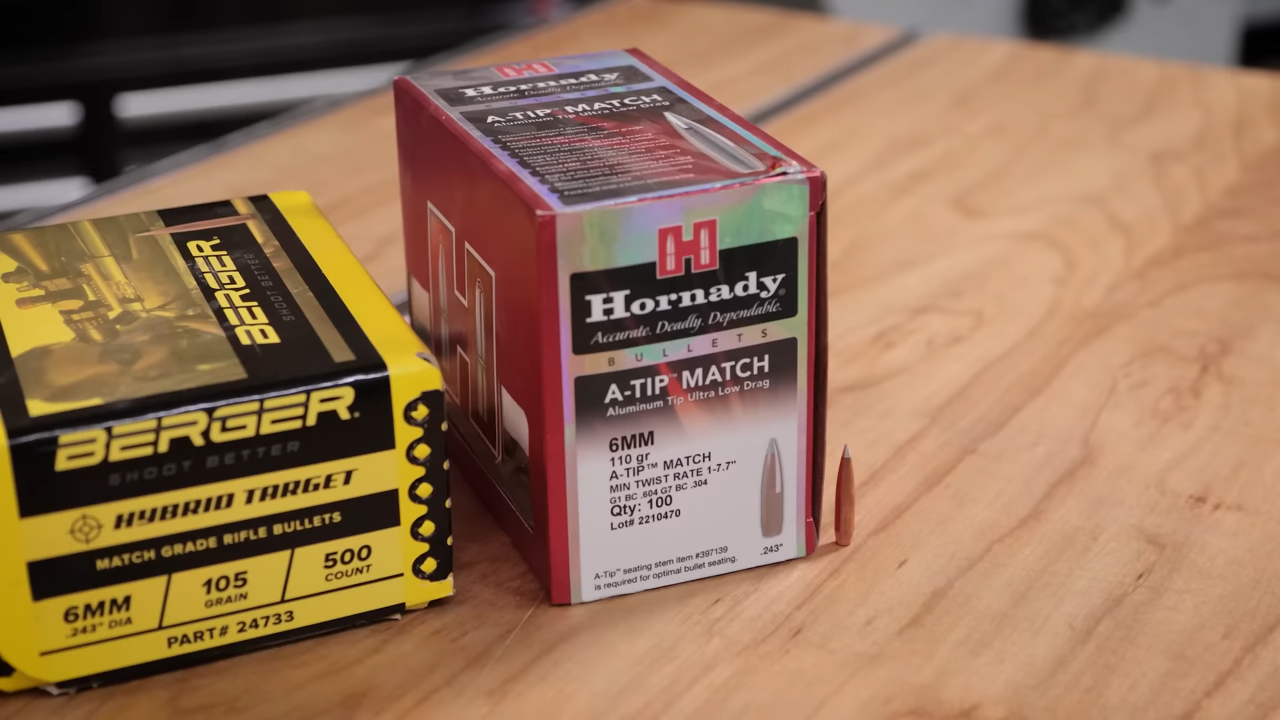 BERGER
SHOOT BETTER
BERGER.
SHOOT BETTER
HYBRID TARGET
MATCH GRADE RIFLE BULLETS
6MM
.243" DIA
105
GRAIN
500
COUNT
PART# 24733
H
Hornady
Accurate. Deadly. Dependable.
BULLETS
A-TIP™ MATCH
Aluminum Tip Ultra Low Drag
H
H
Hornady®
Accurate. Deadly. Dependable.
BULLETS
A-TIP™ MATCH
Aluminum Tip Ultra Low Drag
6MM
110 gr
A-TIP™ MATCH
MIN TWIST RATE 1-7.7"
G1 BC .604 G7 BC .304
Qty: 100
Lot# 2210470
.243"
A-Tip™ seating stem item #397139
is required for optimal bullet seating.